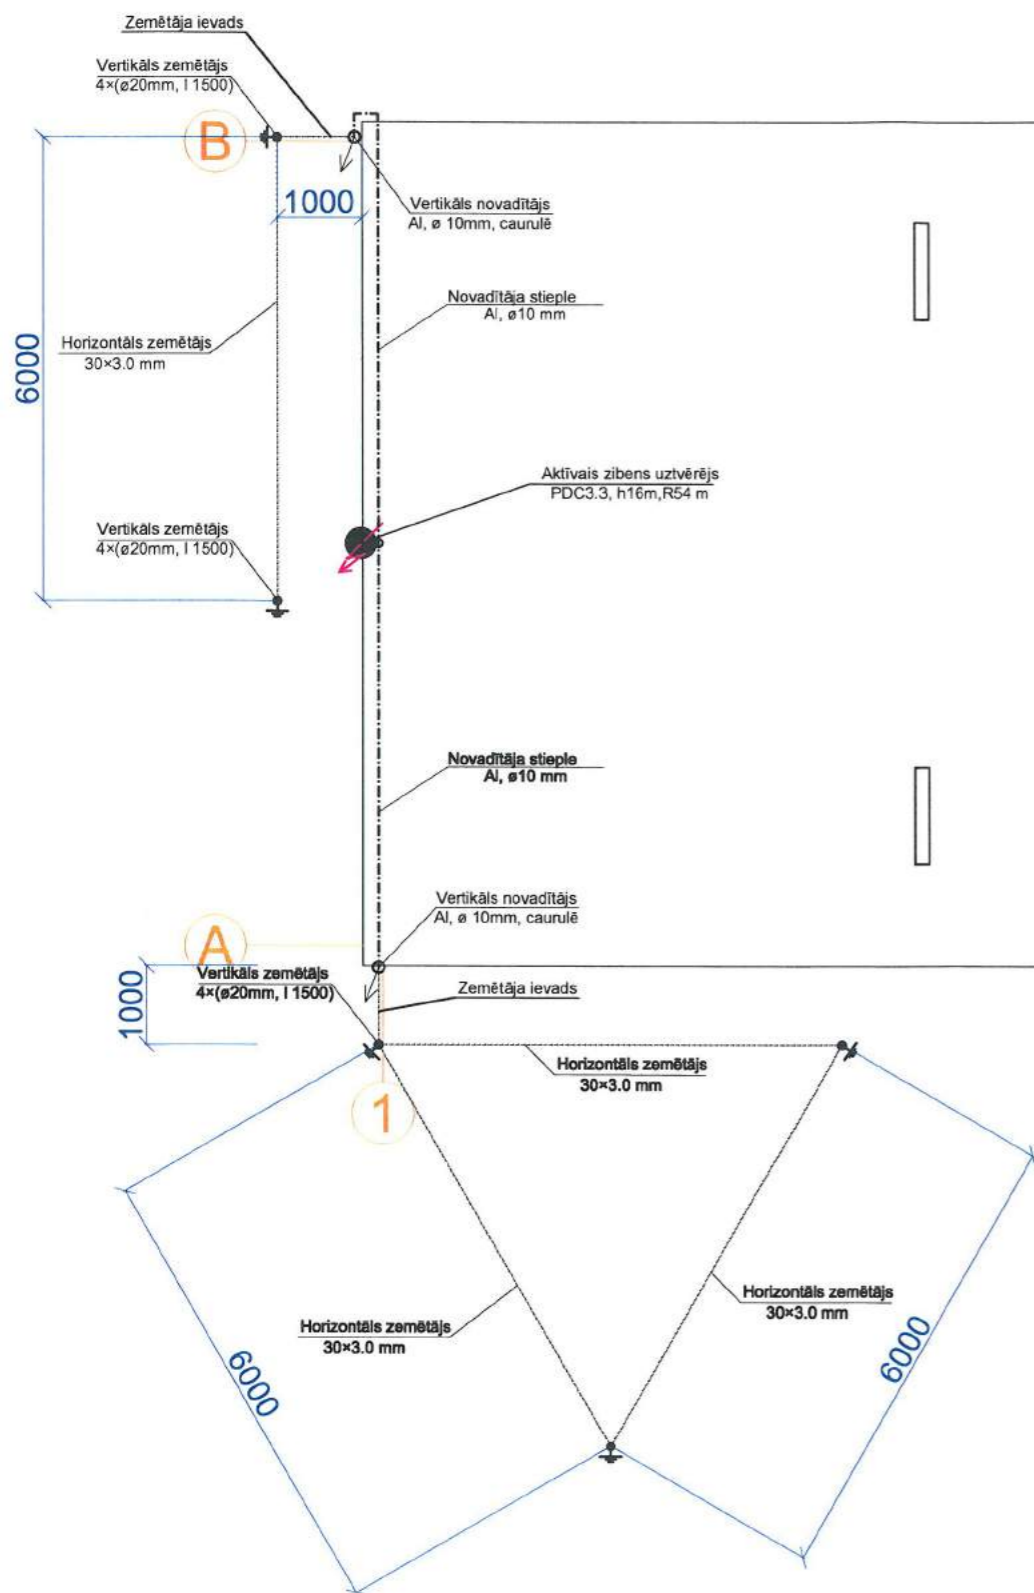 Zemētāja ievads
Vertikāls zemētājs
4×(ø20mm, l 1500)
B
1000
Vertikāls novadītājs
Al, ø 10mm, caurulē
Novadītāja stieple
Al, ø10 mm
Horizontāls zemētājs
30×3.0 mm
6000
Aktīvais zibens uztvērējs
PDC3.3, h16m,R54 m
Vertikāls zemētājs
4×(ø20mm, l 1500)
Novadītāja stieple
Al, ø10 mm
Vertikāls novadītājs
Al, ø 10mm, caurulē
A
Vertikāls zemētājs
4×(ø20mm, l 1500)
Zemētāja ievads
1000
Horizontāls zemētājs
30×3.0 mm
1
Horizontāls zemētājs
30×3.0 mm
Horizontāls zemētājs
30×3.0 mm
6000
6000